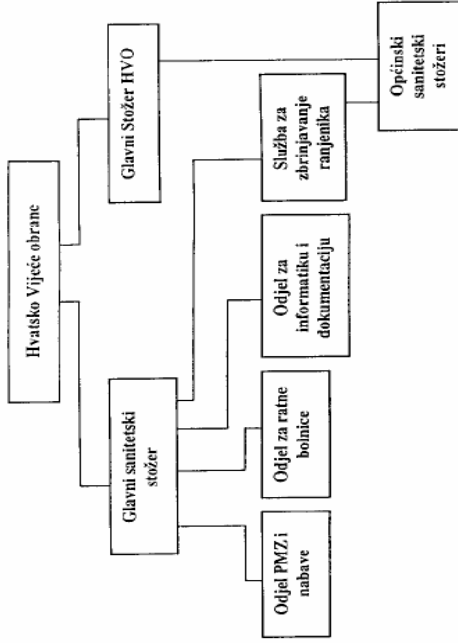 Hvatsko Vijeće obrane
Glavni sanitetski
stožer
Glavni Stožer HVO
Odjel PMZ i
nabave
Odjel za ratne
bolnice
Odjel za
informatiku i
dokumentaciju
Služba za
zbrinjavanje
ranjenika
Općinski
sanitetski
stožeri